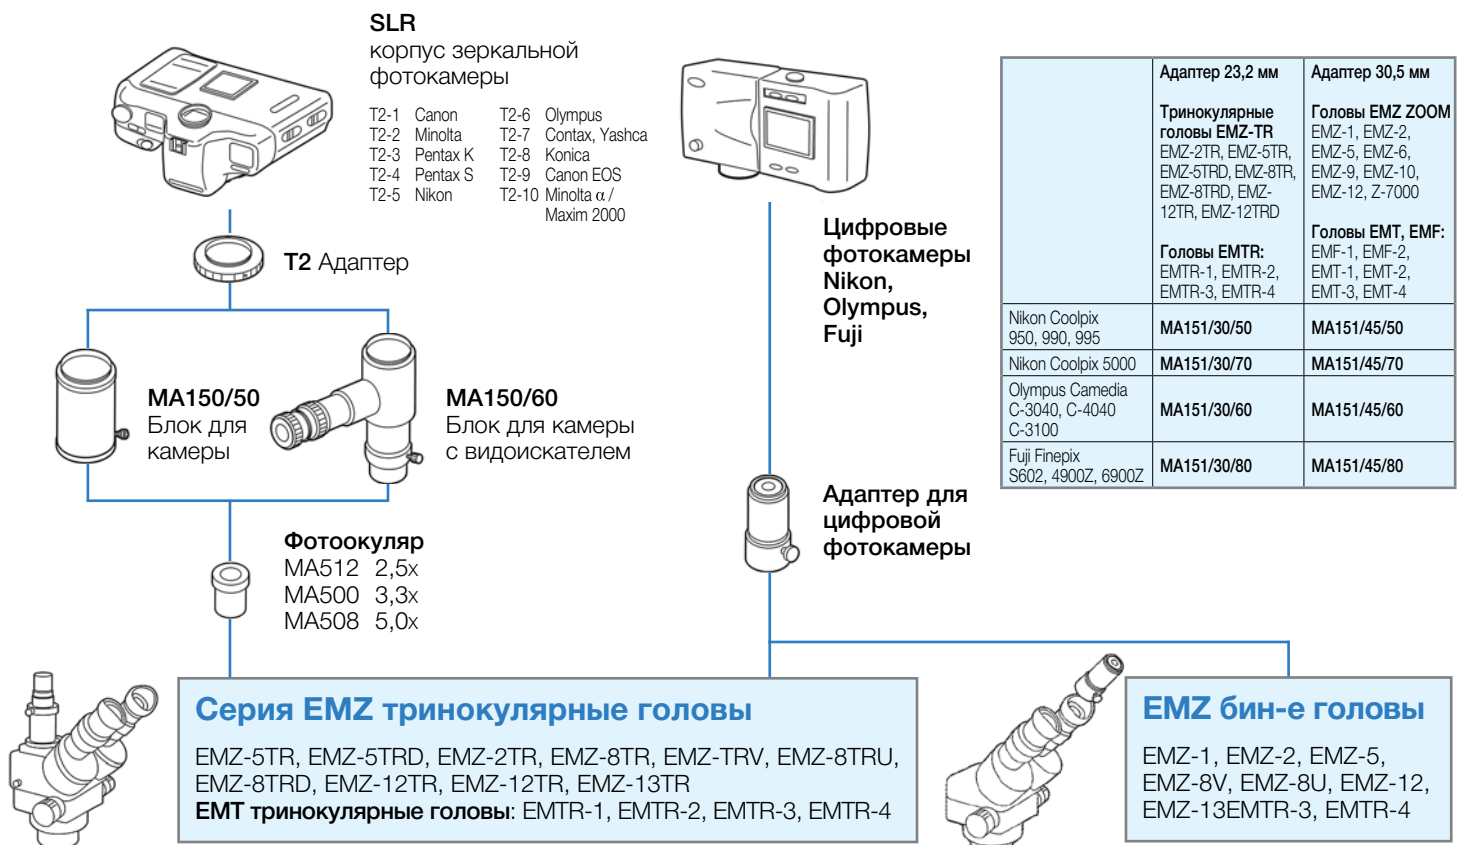 SLR
корпус зеркальной
фотокамеры
T2-1 Canon T2-6 Olympus
T2-2 Minolta T2-7 Contax, Yashca
T2-3 Pentax K T2-8 Konica
T2-4 Pentax S T2-9 Canon EOS
T2-5 Nikon T2-10 Minolta α /
Maxim 2000
T2 Адаптер
MA150/50
Блок для
камеры
MA150/60
Блок для камеры
с видоискателем
Фотоокуляр
MA512 2,5x
MA500 3,3x
MA508 5,0x
Цифровые
фотокамеры
Nikon,
Olympus,
Fuji
Адаптер для
цифровой
фотокамеры
Адаптер 23,2 мм
Тринокулярные
головы EMZ-TR
EMZ-2TR, EMZ-5TR,
EMZ-5TRD, EMZ-8TR,
EMZ-8TRD, EMZ-
12TR, EMZ-12TRD
Головы EMTR:
EMTR-1, EMTR-2,
EMTR-3, EMTR-4
Адаптер 30,5 мм
Головы EMZ ZOOM
EMZ-1, EMZ-2,
EMZ-5, EMZ-6,
EMZ-9, EMZ-10,
EMZ-12, Z-7000
Головы EMT, EMF:
EMF-1, EMF-2,
EMT-1, EMT-2,
EMT-3, EMT-4
Nikon Coolpix
950, 990, 995
MA151/30/50 MA151/45/50
Nikon Coolpix 5000 MA151/30/70 MA151/45/70
Olympus Camedia
C-3040, C-4040
C-3100
MA151/30/60 MA151/45/60
Fuji Finepix
S602, 4900Z, 6900Z
MA151/30/80 MA151/45/80
Серия EMZ тринокулярные головы
EMZ-5TR, EMZ-5TRD, EMZ-2TR, EMZ-8TR, EMZ-TRV, EMZ-8TRU,
EMZ-8TRD, EMZ-12TR, EMZ-12TR, EMZ-13TR
EMT тринокулярные головы: EMTR-1, EMTR-2, EMTR-3, EMTR-4
EMZ бин-е головы
EMZ-1, EMZ-2, EMZ-5,
EMZ-8V, EMZ-8U, EMZ-12,
EMZ-13EMTR-3, EMTR-4